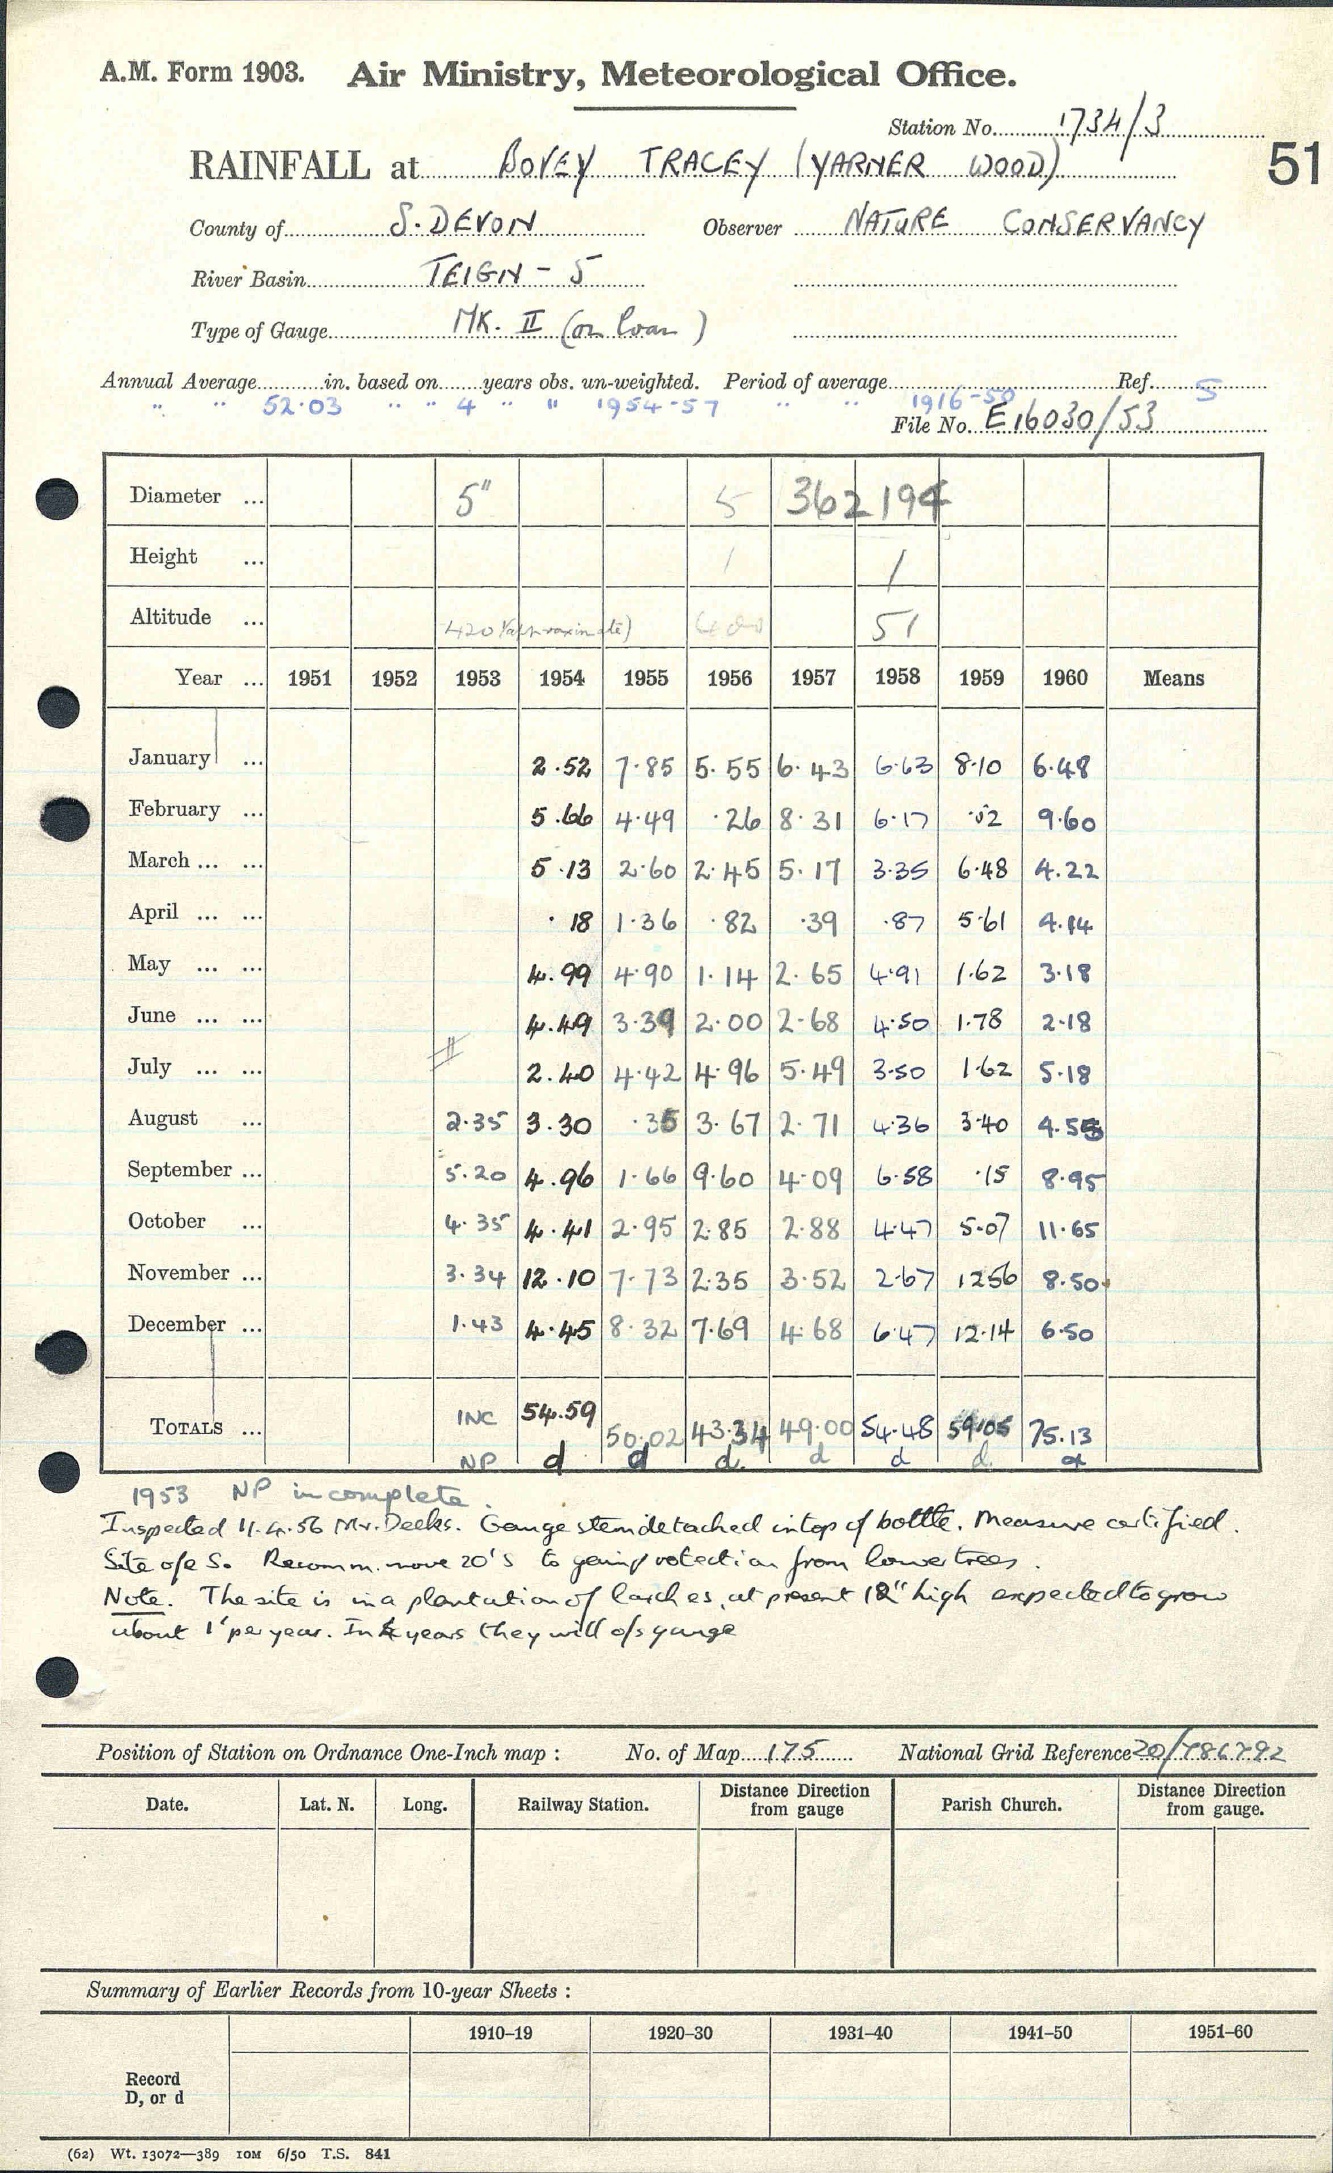 A.M. Form 1903. Air Ministry, Meteorological Office.
Station No. 1734/3
RAINFALL at BOVEY TRACEY (YARNER WOOD) 51
County of S. DEVON Observer NATURE CONSERVANCY
River Basin TEIGN - 5
Type of Gauge MK. II (on loan)
Annual Average in. based on years obs. un-weighted. Period of average Ref. 5
" " 52.03 " " 4 " " 1954-57 " " 1916-50
File No. E16030/53
Diameter ... 5" 5 362194
Height ... 1 1
Altitude ... 420 (approximate) 51
Year ... 1951 1952 1953 1954 1955 1956 1957 1958 1959 1960 Means
January ... 2.52 7.85 5.55 6.43 6.63 8.10 6.48
February ... 5.66 4.49 .26 8.31 6.17 .02 9.60
March ... ... 5.13 2.60 2.45 5.17 3.35 6.48 4.22
April ... ... .18 1.36 .82 .39 .87 5.61 4.14
May ... ... 4.99 4.90 1.14 2.65 4.91 1.62 3.18
June ... ... 4.49 3.39 2.00 2.68 4.50 1.78 2.18
July ... ... 2.40 4.42 4.96 5.49 3.50 1.62 5.18
August ... 2.35 3.30 .35 3.67 2.71 4.36 3.40 4.55
September ... 5.20 4.96 1.66 9.60 4.09 6.58 .15 8.95
October ... 4.35 4.41 2.95 2.85 2.88 4.47 5.07 11.65
November ... 3.34 12.10 7.73 2.35 3.52 2.67 1256 8.50
December ... 1.43 4.45 8.32 7.69 4.68 6.47 12.14 6.50
TOTALS ... INC 54.59 50.02 43.34 49.00 54.48 59.05 75.13
NP d d d. d d d. d
1953 NP incomplete.
Inspected 11.4.56 Mr. Deeks. Gauge stem detached in top of bottle. Measure certified.
Site o/e S. Recomm. move 20' S to gain protection from lower trees.
Note. The site is in a plantation of larches, at present 18" high expected to grow
about 1' per year. In 4 years they will o/s gauge
Position of Station on Ordnance One-Inch map : No. of Map 175 National Grid Reference 20/786792
Date. Lat. N. Long. Railway Station. Distance Direction from gauge Parish Church. Distance Direction from gauge.
Summary of Earlier Records from 10-year Sheets :
1910–19 1920–30 1931–40 1941–50 1951–60
Record
D, or d
(62) Wt. 13072—389 10M 6/50 T.S. 841